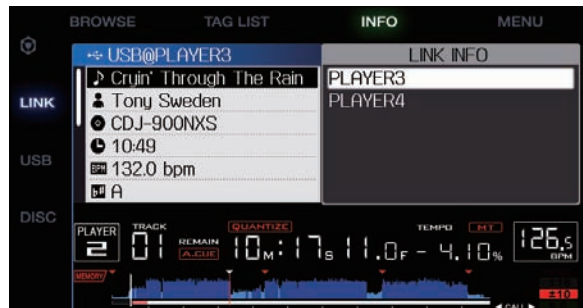 BROWSE TAG LIST INFO MENU
USB@PLAYER3 LINK INFO
Cryin' Through The Rain PLAYER3
LINK Tony Sweden PLAYER4
CDJ-900NXS
10:49
USB BPM 132.0 bpm
A
DISC
PLAYER TRACK QUANTIZE TEMPO MT
2 01 REMAIN A.CUE 10M:17S11.0F -4.10% 126.5 BPM
MEMORY
±10
CALL